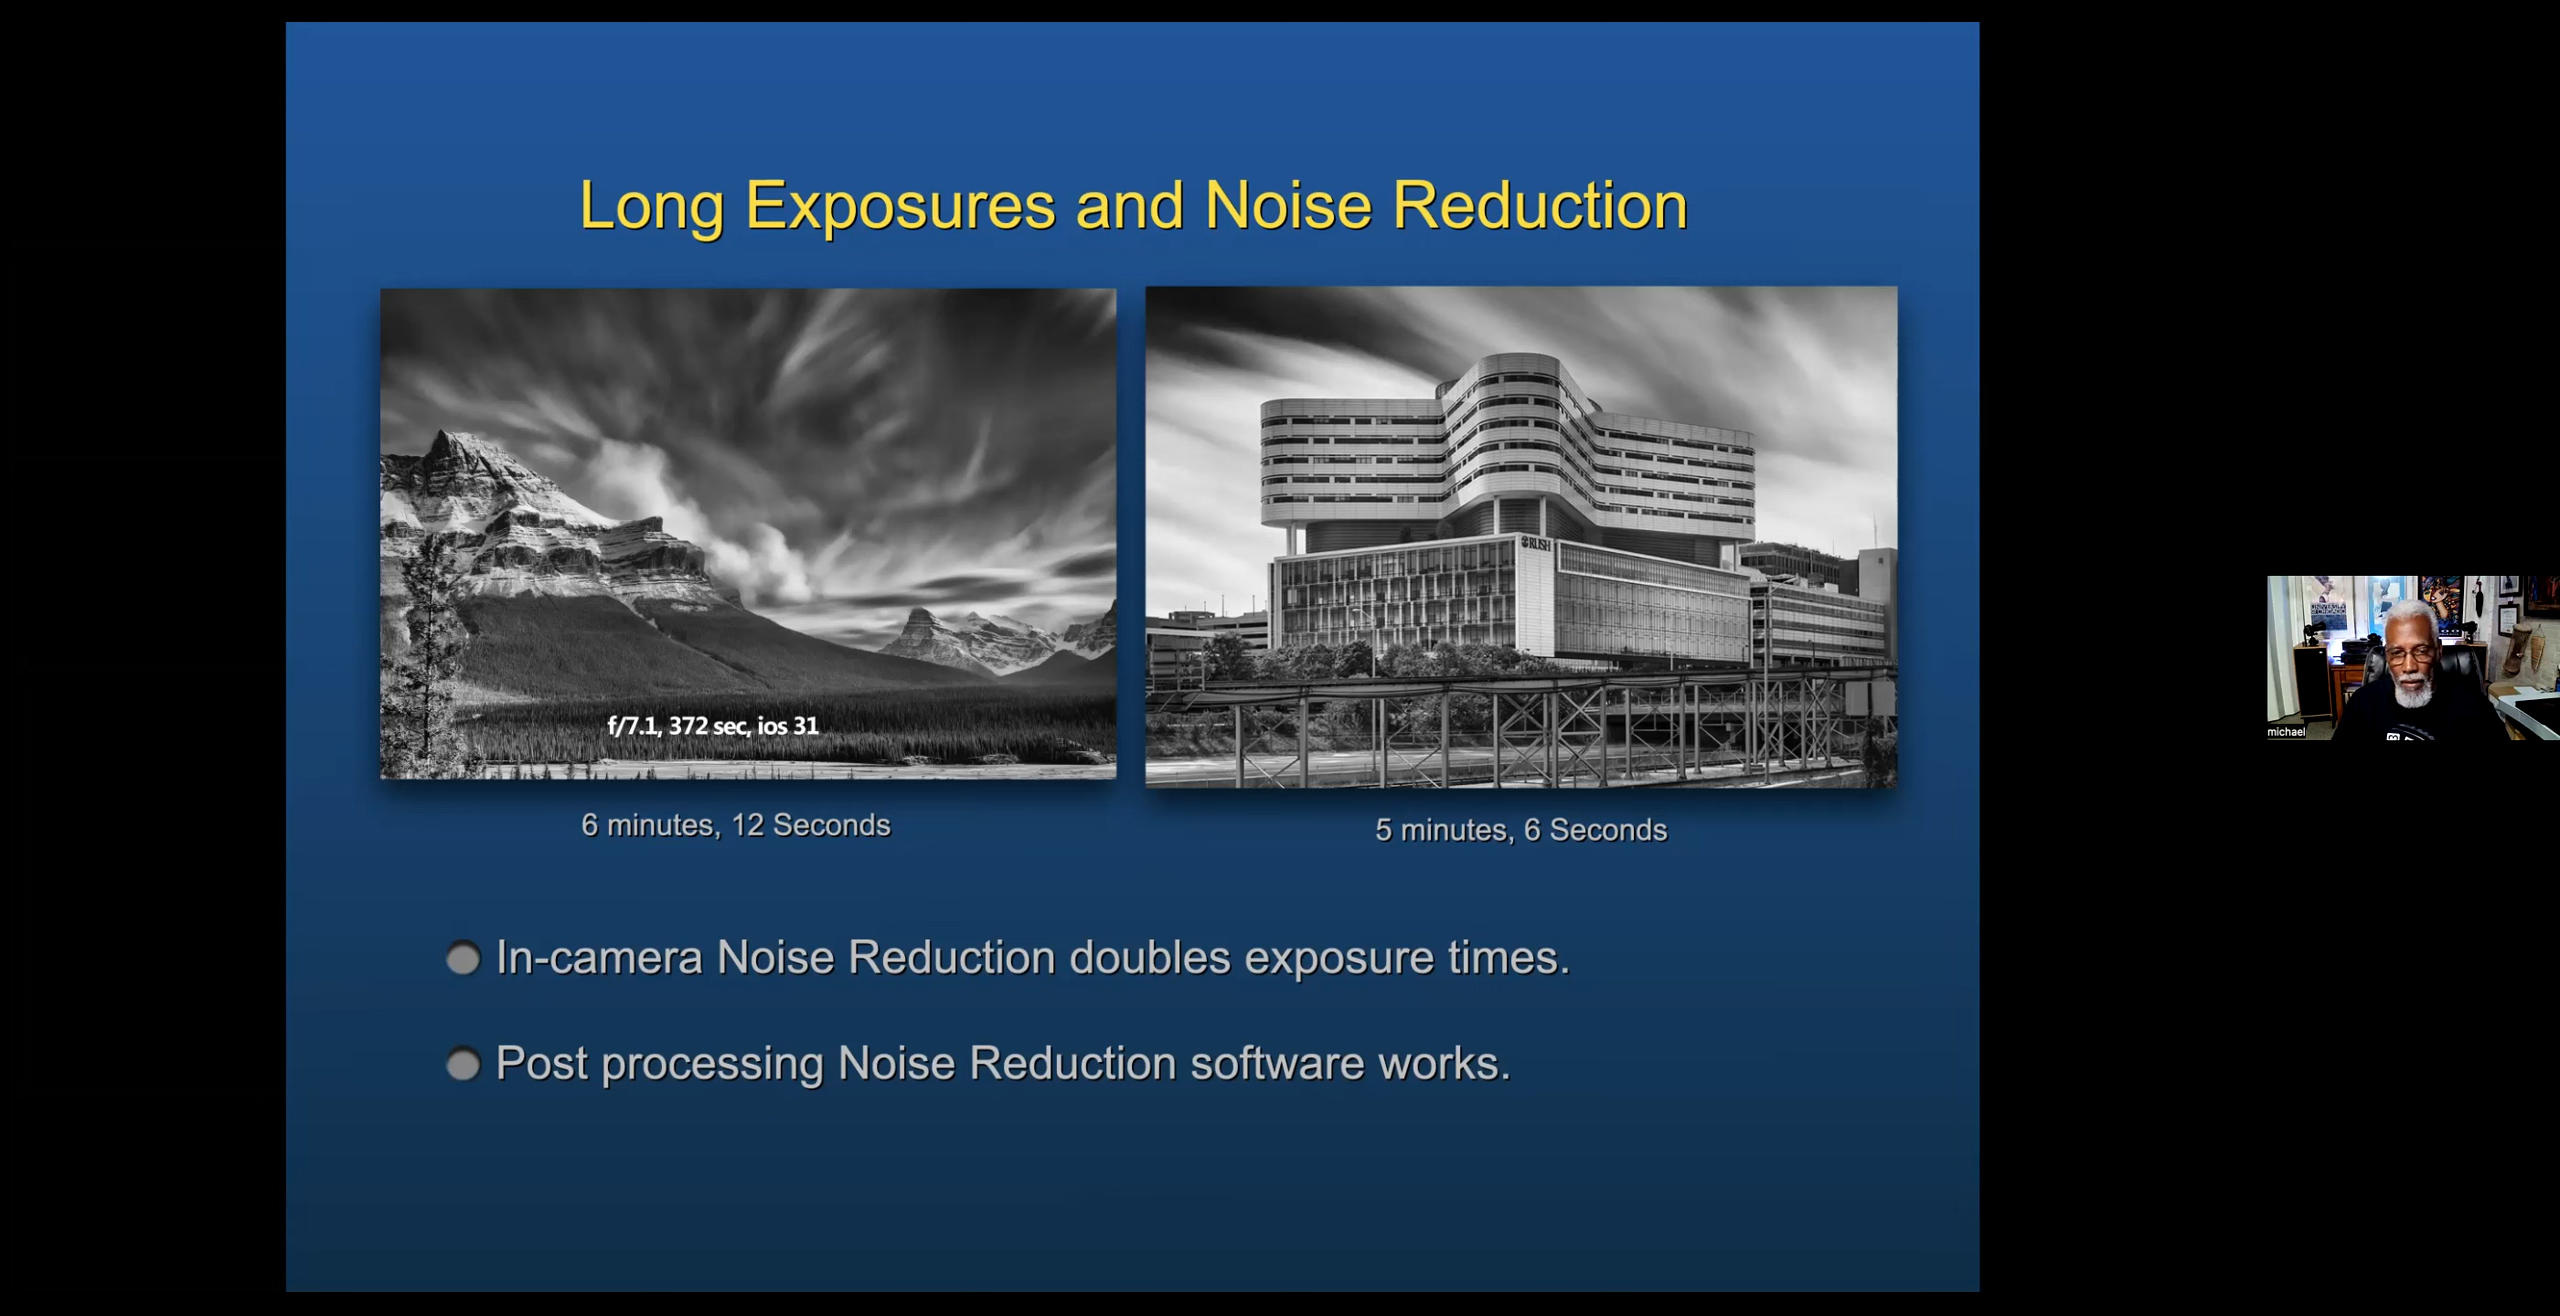 Long Exposures and Noise Reduction
RUSH
f/7.1, 372 sec, ios 31
6 minutes, 12 Seconds
5 minutes, 6 Seconds
In-camera Noise Reduction doubles exposure times.
Post processing Noise Reduction software works.
michael